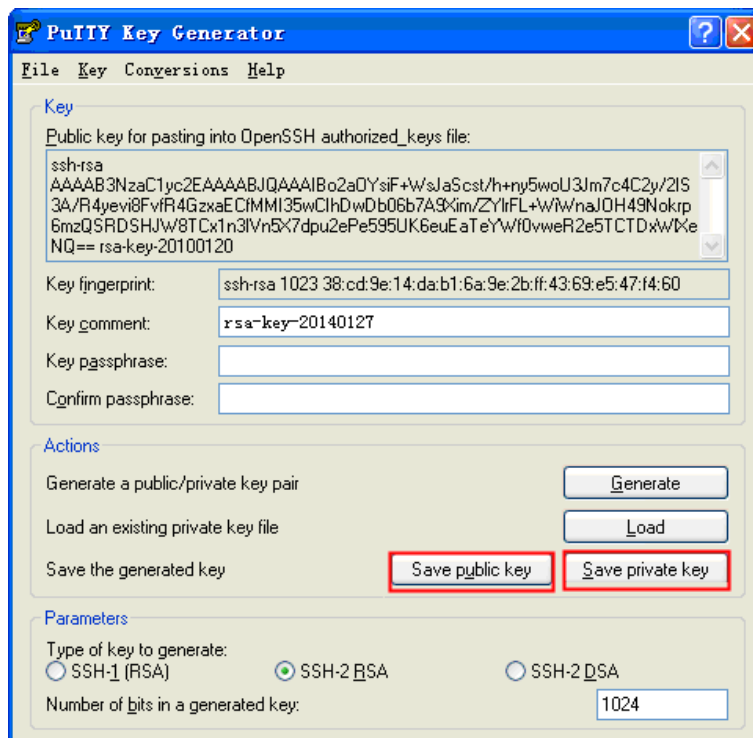 PuTTY Key Generator
File Key Conversions Help
Key
Public key for pasting into OpenSSH authorized_keys file:
ssh-rsa
AAAAB3NzaC1yc2EAAAABJQAAAIBo2aOYsiF+WsJaScst/h+ny5woU3Jm7c4C2y/2IS
3A/R4yevi8FvfR4GzxaECfMMI35wClhDwDb06b7A9Xim/ZYlrFL+WiWnaJOH49Nokrp
6mzQSRDSHJW8TCx1n3lVn5X7dpu2ePe595UK6euEaTeYWf0vweR2e5TCTDxWlXe
NQ== rsa-key-20100120
Key fingerprint: ssh-rsa 1023 38:cd:9e:14:da:b1:6a:9e:2b:ff:43:69:e5:47:f4:60
Key comment: rsa-key-20140127
Key passphrase:
Confirm passphrase:
Actions
Generate a public/private key pair Generate
Load an existing private key file Load
Save the generated key Save public key Save private key
Parameters
Type of key to generate:
SSH-1 (RSA) SSH-2 RSA SSH-2 DSA
Number of bits in a generated key: 1024